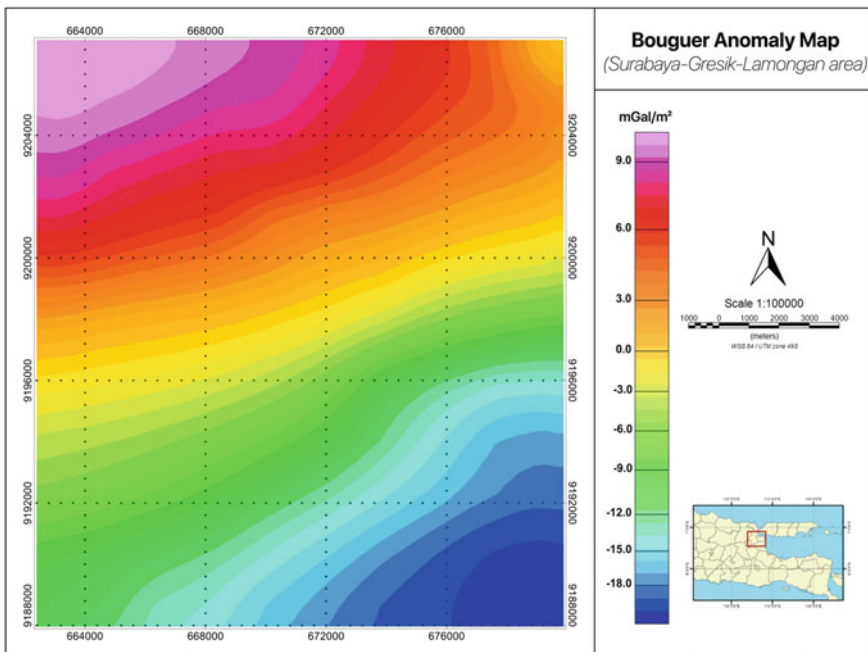 664000 668000 672000 676000
9204000 9204000
9200000 9200000
9196000 9196000
9192000 9192000
9188000 9188000
664000 668000 672000 676000
Bouguer Anomaly Map
(Surabaya-Gresik-Lamongan area)
mGal/m²
9.0
6.0
3.0
0.0
-3.0
-6.0
-9.0
-12.0
-15.0
-18.0
N
Scale 1:100000
1000 0 1000 2000 3000 4000
(meters)
WGS 84 / UTM zone 49S